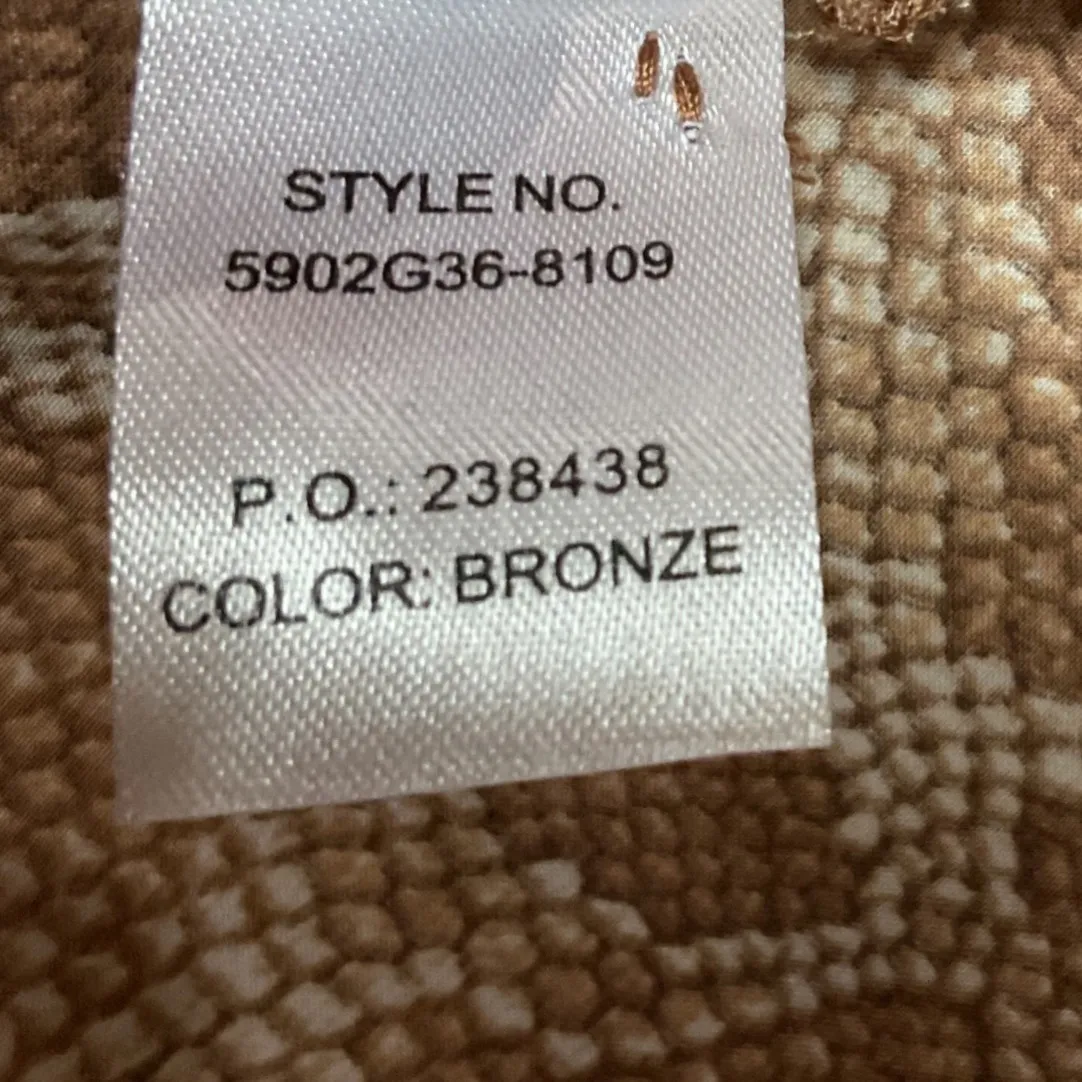 STYLE NO.
5902G36-8109
P.O.: 238438
COLOR: BRONZE